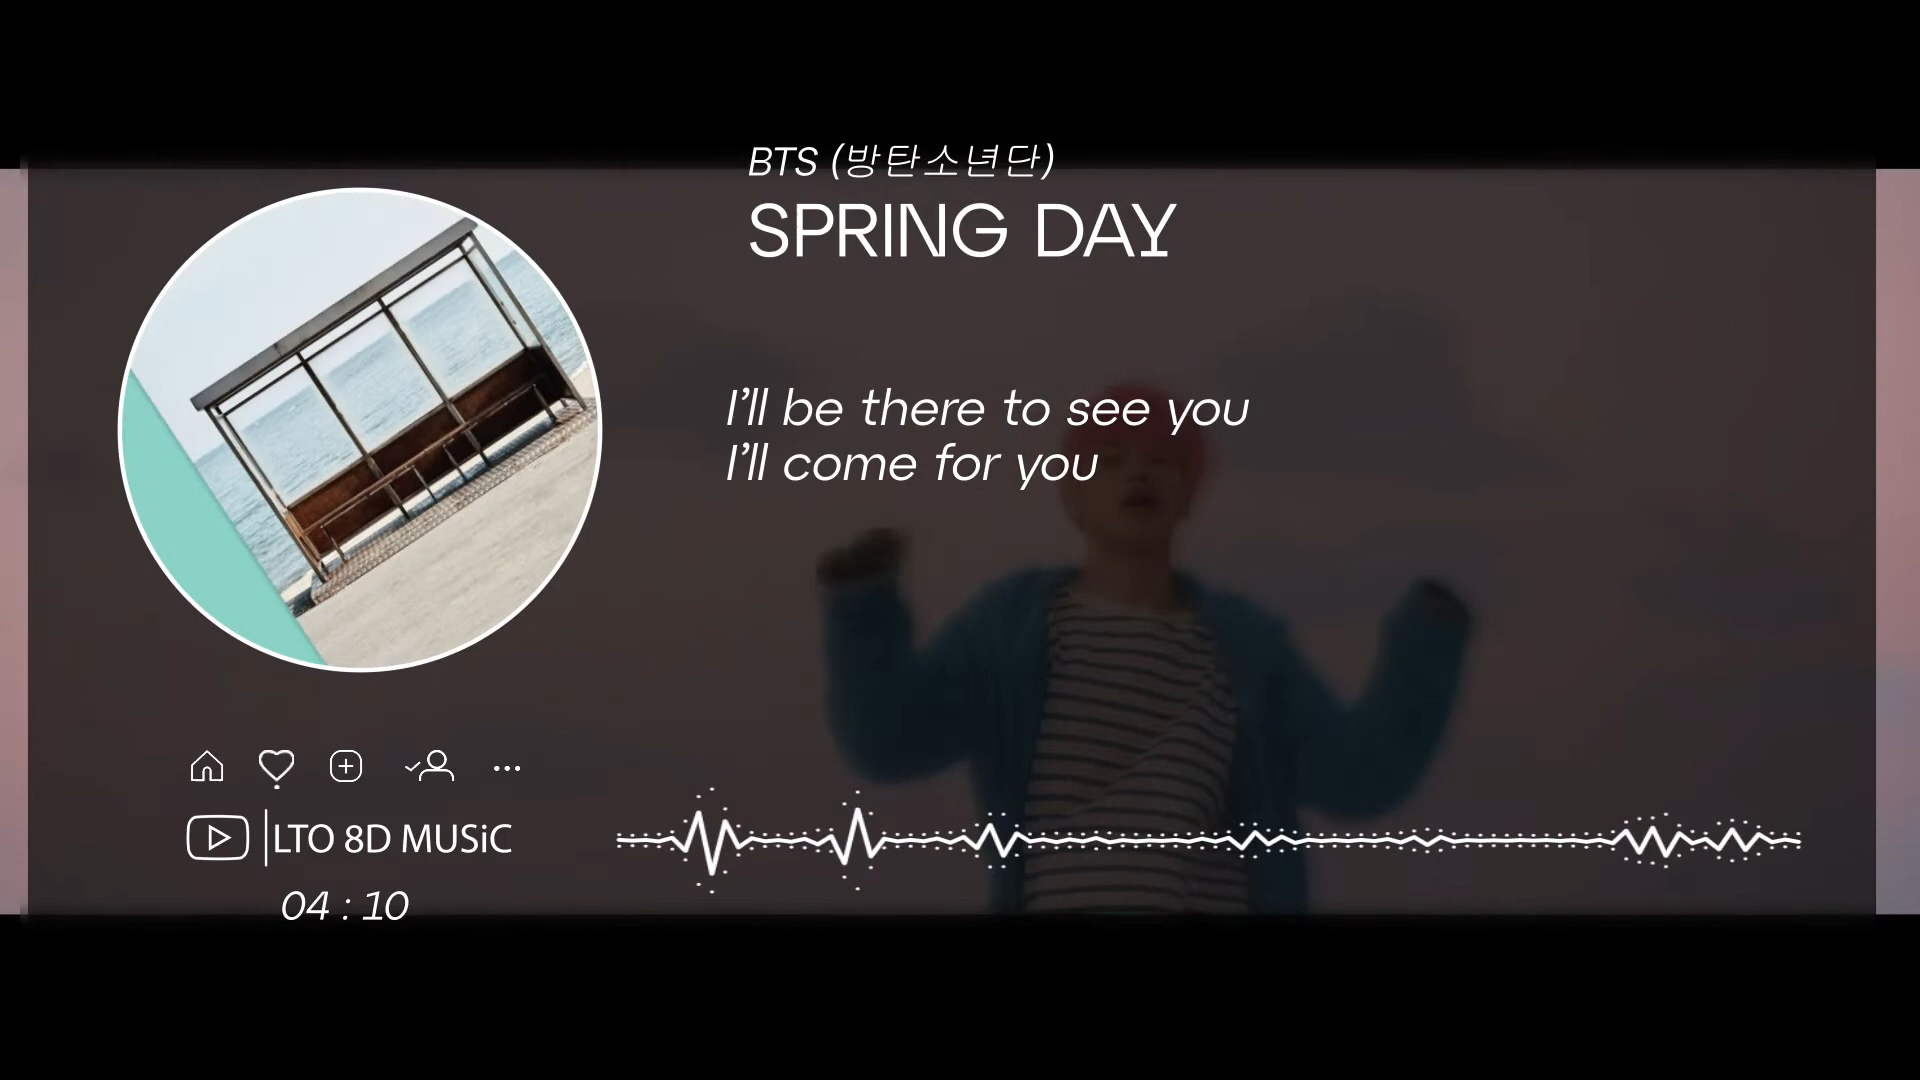 BTS (방탄소년단)
SPRING DAY
I'll be there to see you
I'll come for you
LTO 8D MUSiC
04 : 10